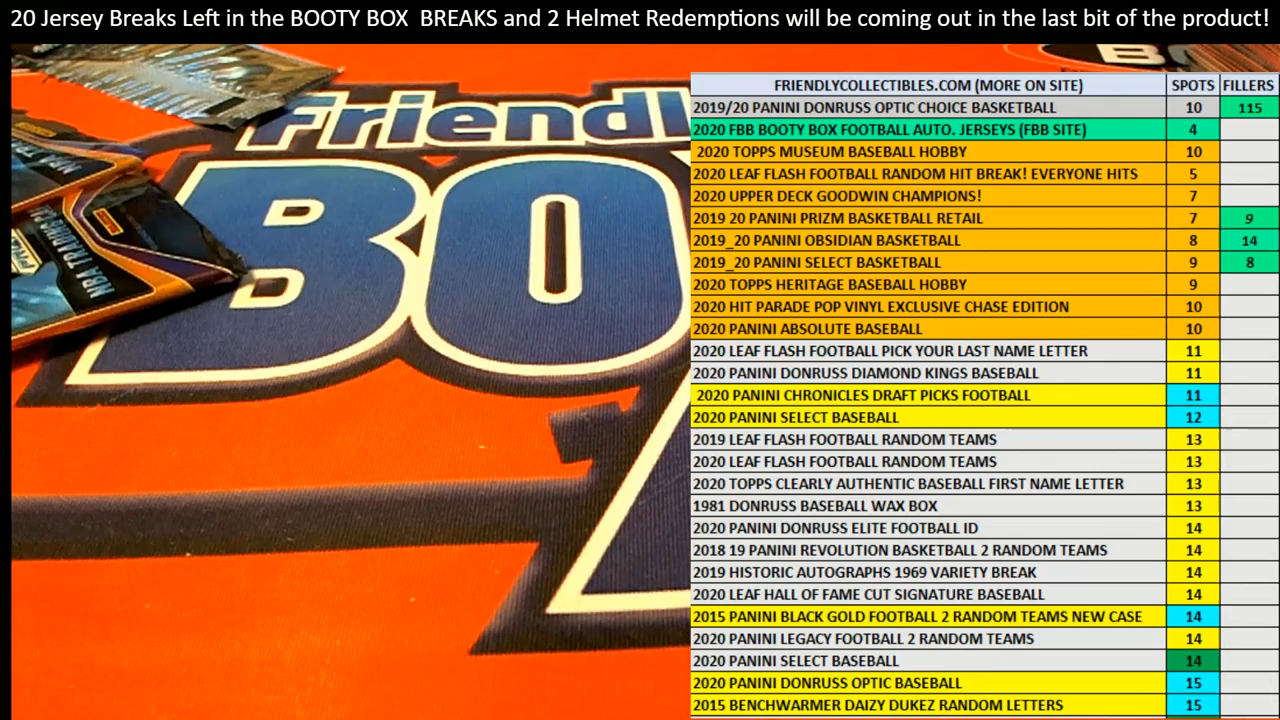 20 Jersey Breaks Left in the BOOTY BOX BREAKS and 2 Helmet Redemptions will be coming out in the last bit of the product!
Friendl
BO
NBA TRADING
FRIENDLYCOLLECTIBLES.COM (MORE ON SITE) SPOTS FILLERS
2019/20 PANINI DONRUSS OPTIC CHOICE BASKETBALL 10 115
2020 FBB BOOTY BOX FOOTBALL AUTO. JERSEYS (FBB SITE) 4
2020 TOPPS MUSEUM BASEBALL HOBBY 10
2020 LEAF FLASH FOOTBALL RANDOM HIT BREAK! EVERYONE HITS 5
2020 UPPER DECK GOODWIN CHAMPIONS! 7
2019 20 PANINI PRIZM BASKETBALL RETAIL 7 9
2019_20 PANINI OBSIDIAN BASKETBALL 8 14
2019_20 PANINI SELECT BASKETBALL 9 8
2020 TOPPS HERITAGE BASEBALL HOBBY 9
2020 HIT PARADE POP VINYL EXCLUSIVE CHASE EDITION 10
2020 PANINI ABSOLUTE BASEBALL 10
2020 LEAF FLASH FOOTBALL PICK YOUR LAST NAME LETTER 11
2020 PANINI DONRUSS DIAMOND KINGS BASEBALL 11
2020 PANINI CHRONICLES DRAFT PICKS FOOTBALL 11
2020 PANINI SELECT BASEBALL 12
2019 LEAF FLASH FOOTBALL RANDOM TEAMS 13
2020 LEAF FLASH FOOTBALL RANDOM TEAMS 13
2020 TOPPS CLEARLY AUTHENTIC BASEBALL FIRST NAME LETTER 13
1981 DONRUSS BASEBALL WAX BOX 13
2020 PANINI DONRUSS ELITE FOOTBALL ID 14
2018 19 PANINI REVOLUTION BASKETBALL 2 RANDOM TEAMS 14
2019 HISTORIC AUTOGRAPHS 1969 VARIETY BREAK 14
2020 LEAF HALL OF FAME CUT SIGNATURE BASEBALL 14
2015 PANINI BLACK GOLD FOOTBALL 2 RANDOM TEAMS NEW CASE 14
2020 PANINI LEGACY FOOTBALL 2 RANDOM TEAMS 14
2020 PANINI SELECT BASEBALL 14
2020 PANINI DONRUSS OPTIC BASEBALL 15
2015 BENCHWARMER DAIZY DUKEZ RANDOM LETTERS 15